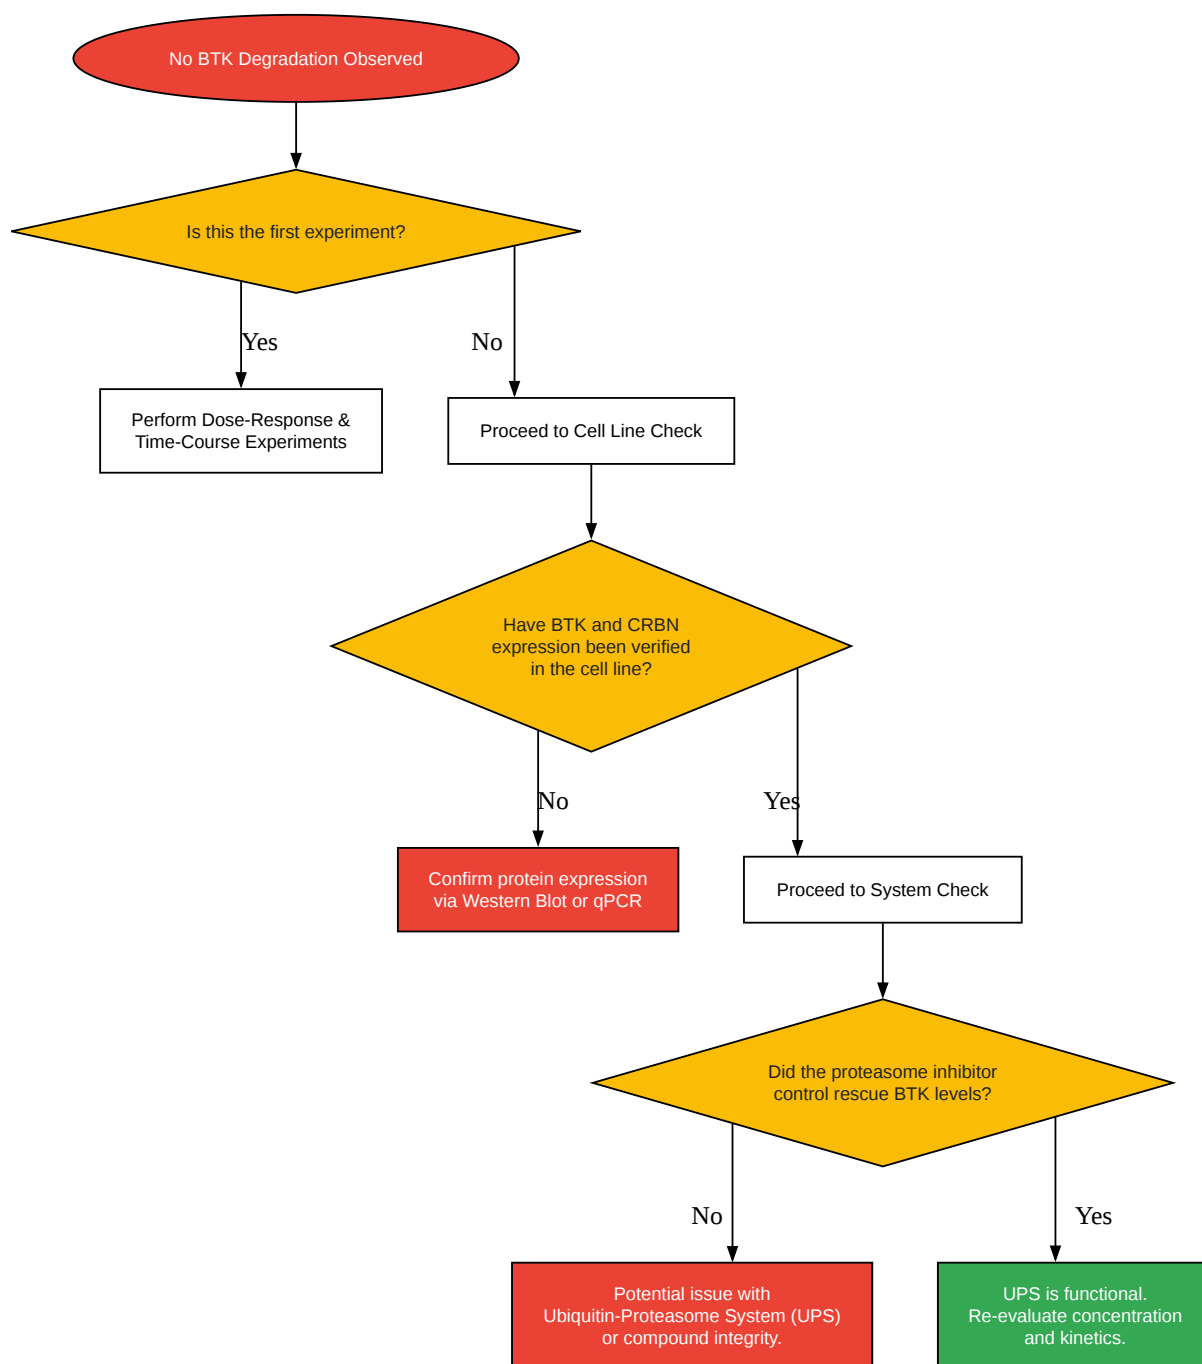 No BTK Degradation Observed
Is this the first experiment?
Yes
No
Perform Dose-Response &
Time-Course Experiments
Proceed to Cell Line Check
Have BTK and CRBN
expression been verified
in the cell line?
No
Yes
Confirm protein expression
via Western Blot or qPCR
Proceed to System Check
Did the proteasome inhibitor
control rescue BTK levels?
No
Yes
Potential issue with
Ubiquitin-Proteasome System (UPS)
or compound integrity.
UPS is functional.
Re-evaluate concentration
and kinetics.